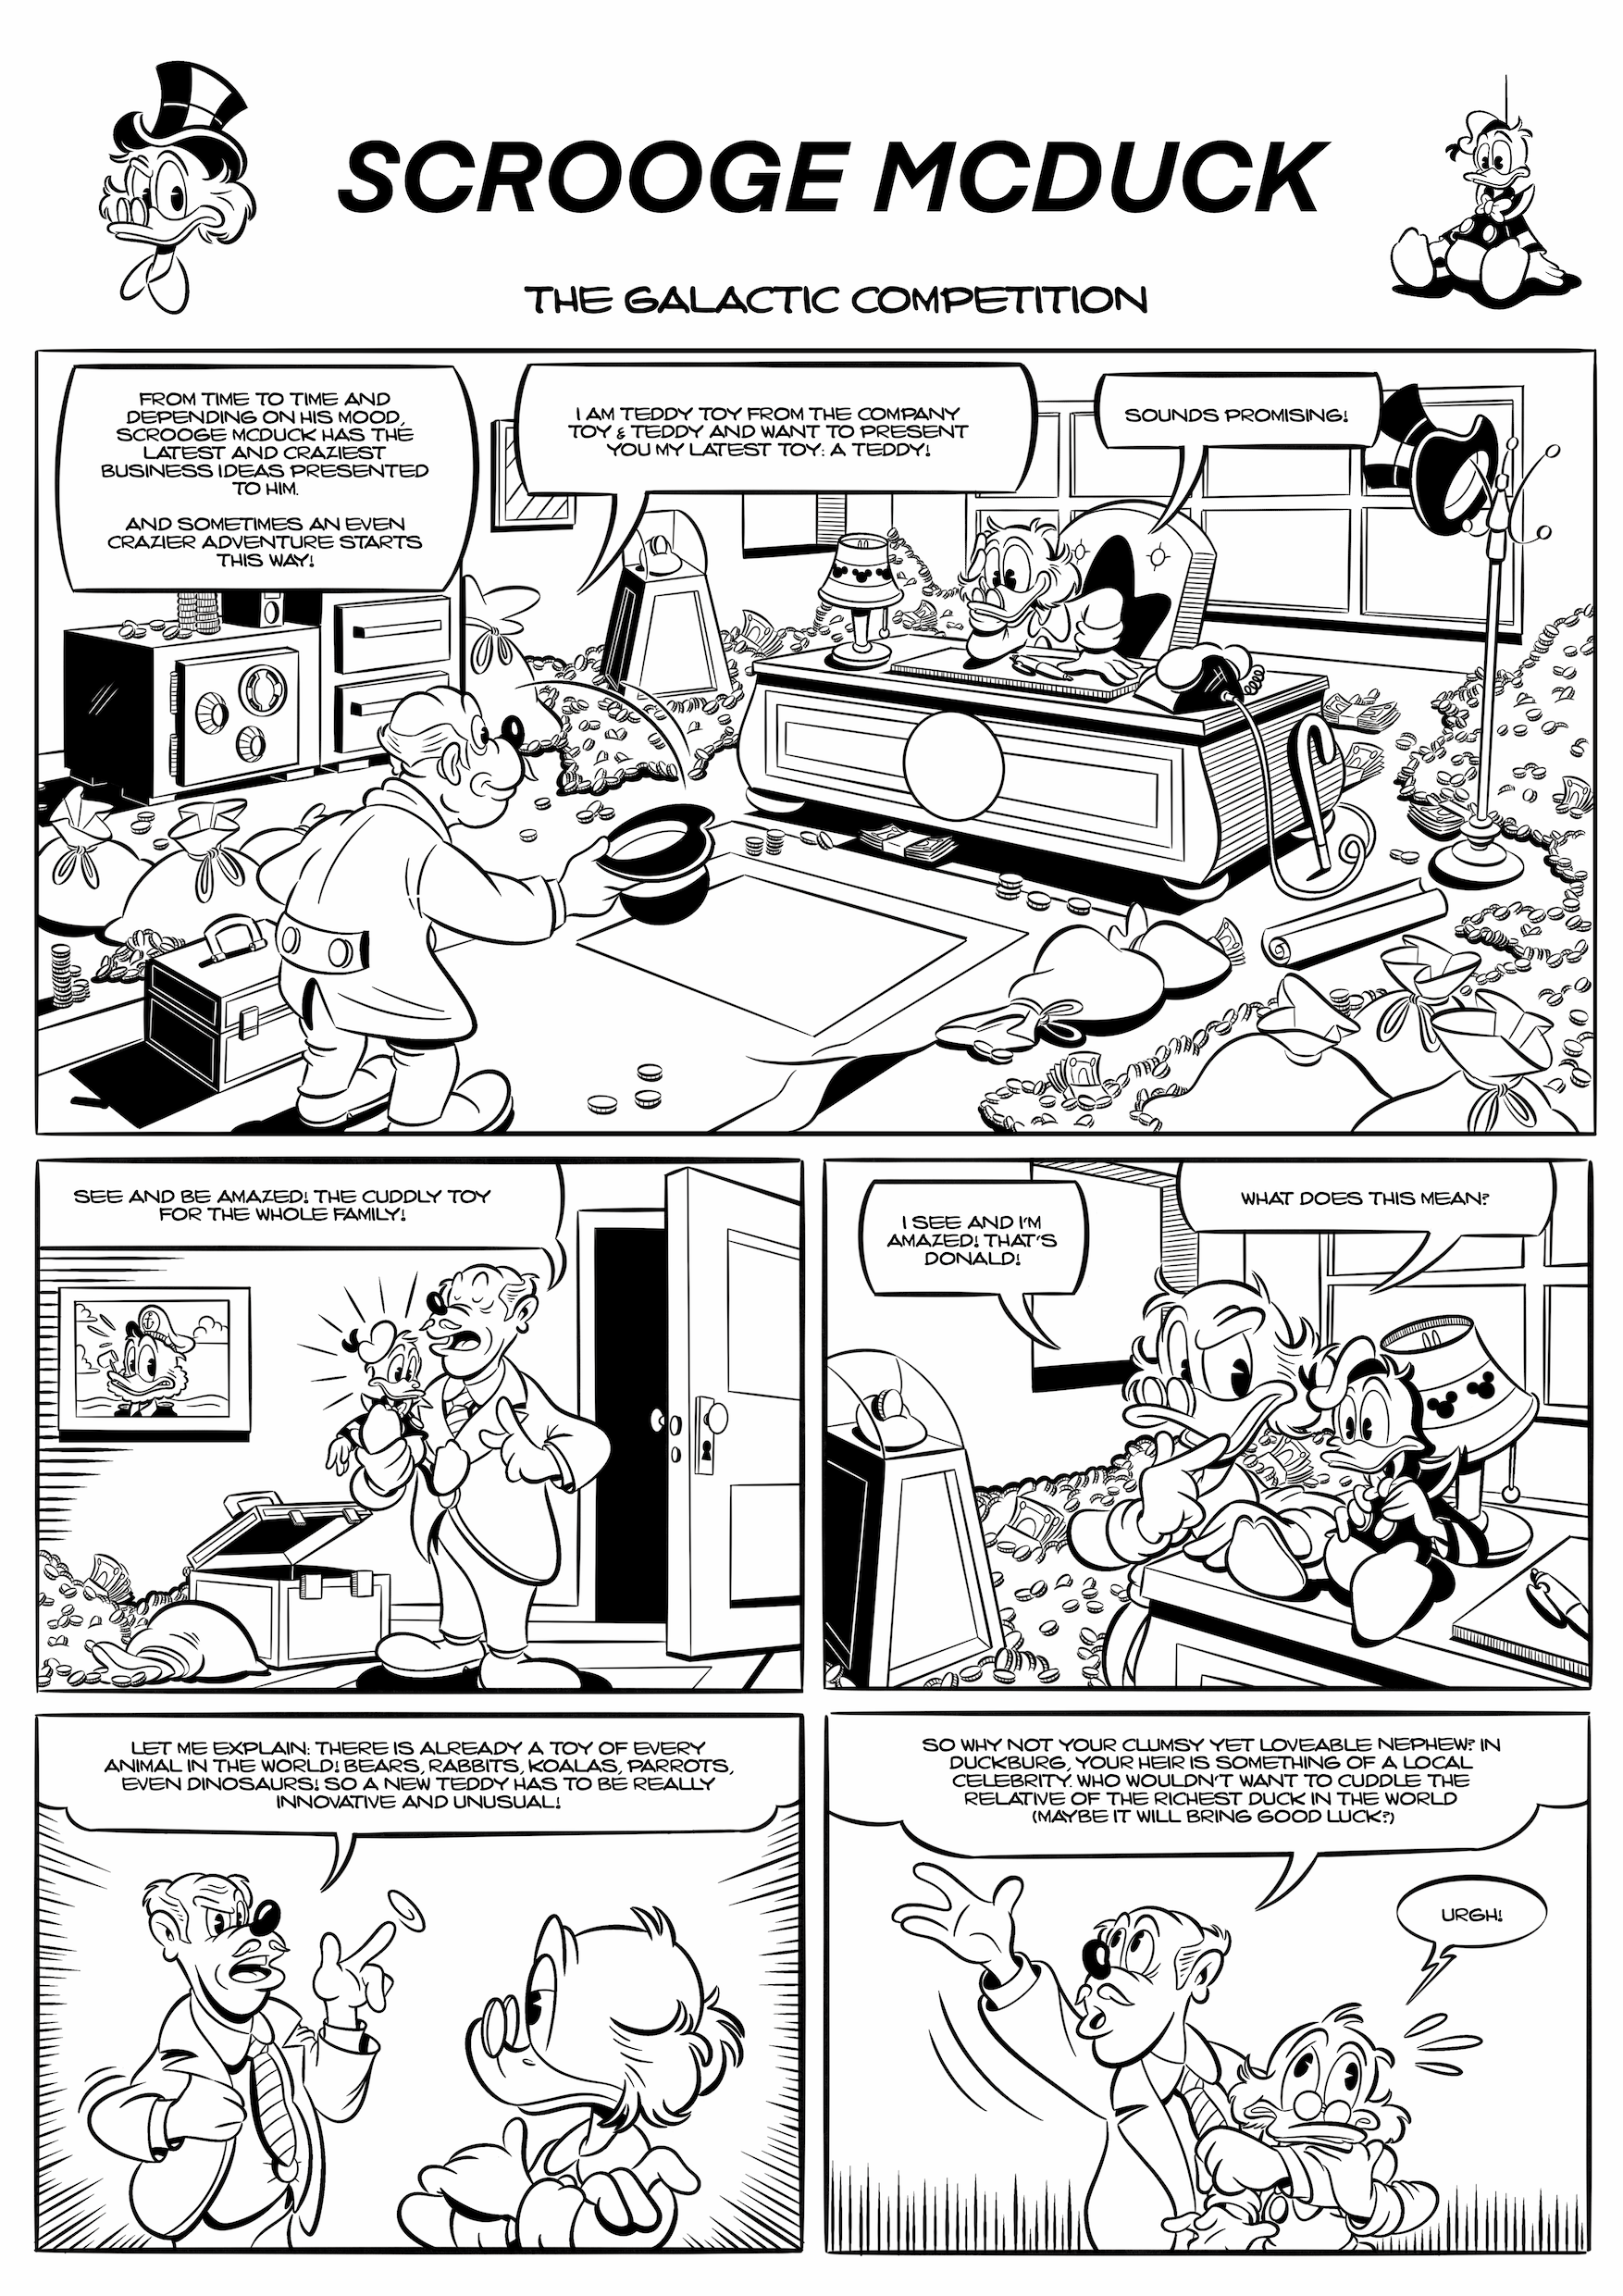 SCROOGE MCDUCK
THE GALACTIC COMPETITION
FROM TIME TO TIME AND
DEPENDING ON HIS MOOD,
SCROOGE MCDUCK HAS THE
LATEST AND CRAZIEST
BUSINESS IDEAS PRESENTED
TO HIM.
AND SOMETIMES AN EVEN
CRAZIER ADVENTURE STARTS
THIS WAY!
I AM TEDDY TOY FROM THE COMPANY
TOY & TEDDY AND WANT TO PRESENT
YOU MY LATEST TOY: A TEDDY!
SOUNDS PROMISING!
SEE AND BE AMAZED! THE CUDDLY TOY
FOR THE WHOLE FAMILY!
I SEE AND I'M
AMAZED! THAT'S
DONALD!
WHAT DOES THIS MEAN?
LET ME EXPLAIN: THERE IS ALREADY A TOY OF EVERY
ANIMAL IN THE WORLD! BEARS, RABBITS, KOALAS, PARROTS,
EVEN DINOSAURS! SO A NEW TEDDY HAS TO BE REALLY
INNOVATIVE AND UNUSUAL!
SO WHY NOT YOUR CLUMSY YET LOVEABLE NEPHEW? IN
DUCKBURG, YOUR HEIR IS SOMETHING OF A LOCAL
CELEBRITY. WHO WOULDN'T WANT TO CUDDLE THE
RELATIVE OF THE RICHEST DUCK IN THE WORLD
(MAYBE IT WILL BRING GOOD LUCK?)
URGH!